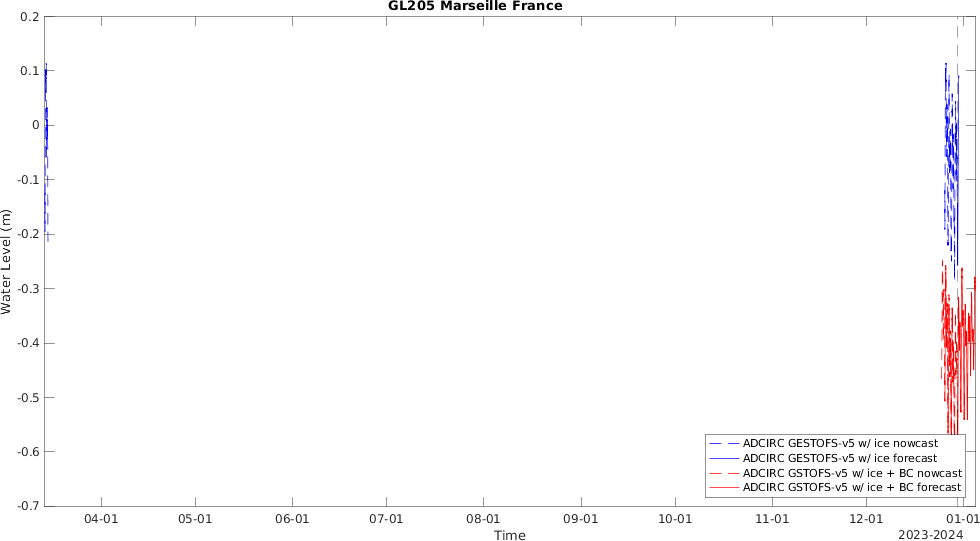 GL205 Marseille France
0.2
0.1
0
-0.1
-0.2
-0.3
-0.4
-0.5
-0.6
-0.7
Water Level (m)
ADCIRC GESTOFS-v5 w/ ice nowcast
ADCIRC GESTOFS-v5 w/ ice forecast
ADCIRC GSTOFS-v5 w/ ice + BC nowcast
ADCIRC GSTOFS-v5 w/ ice + BC forecast
04-01 05-01 06-01 07-01 08-01 09-01 10-01 11-01 12-01 01-01
Time
2023-2024